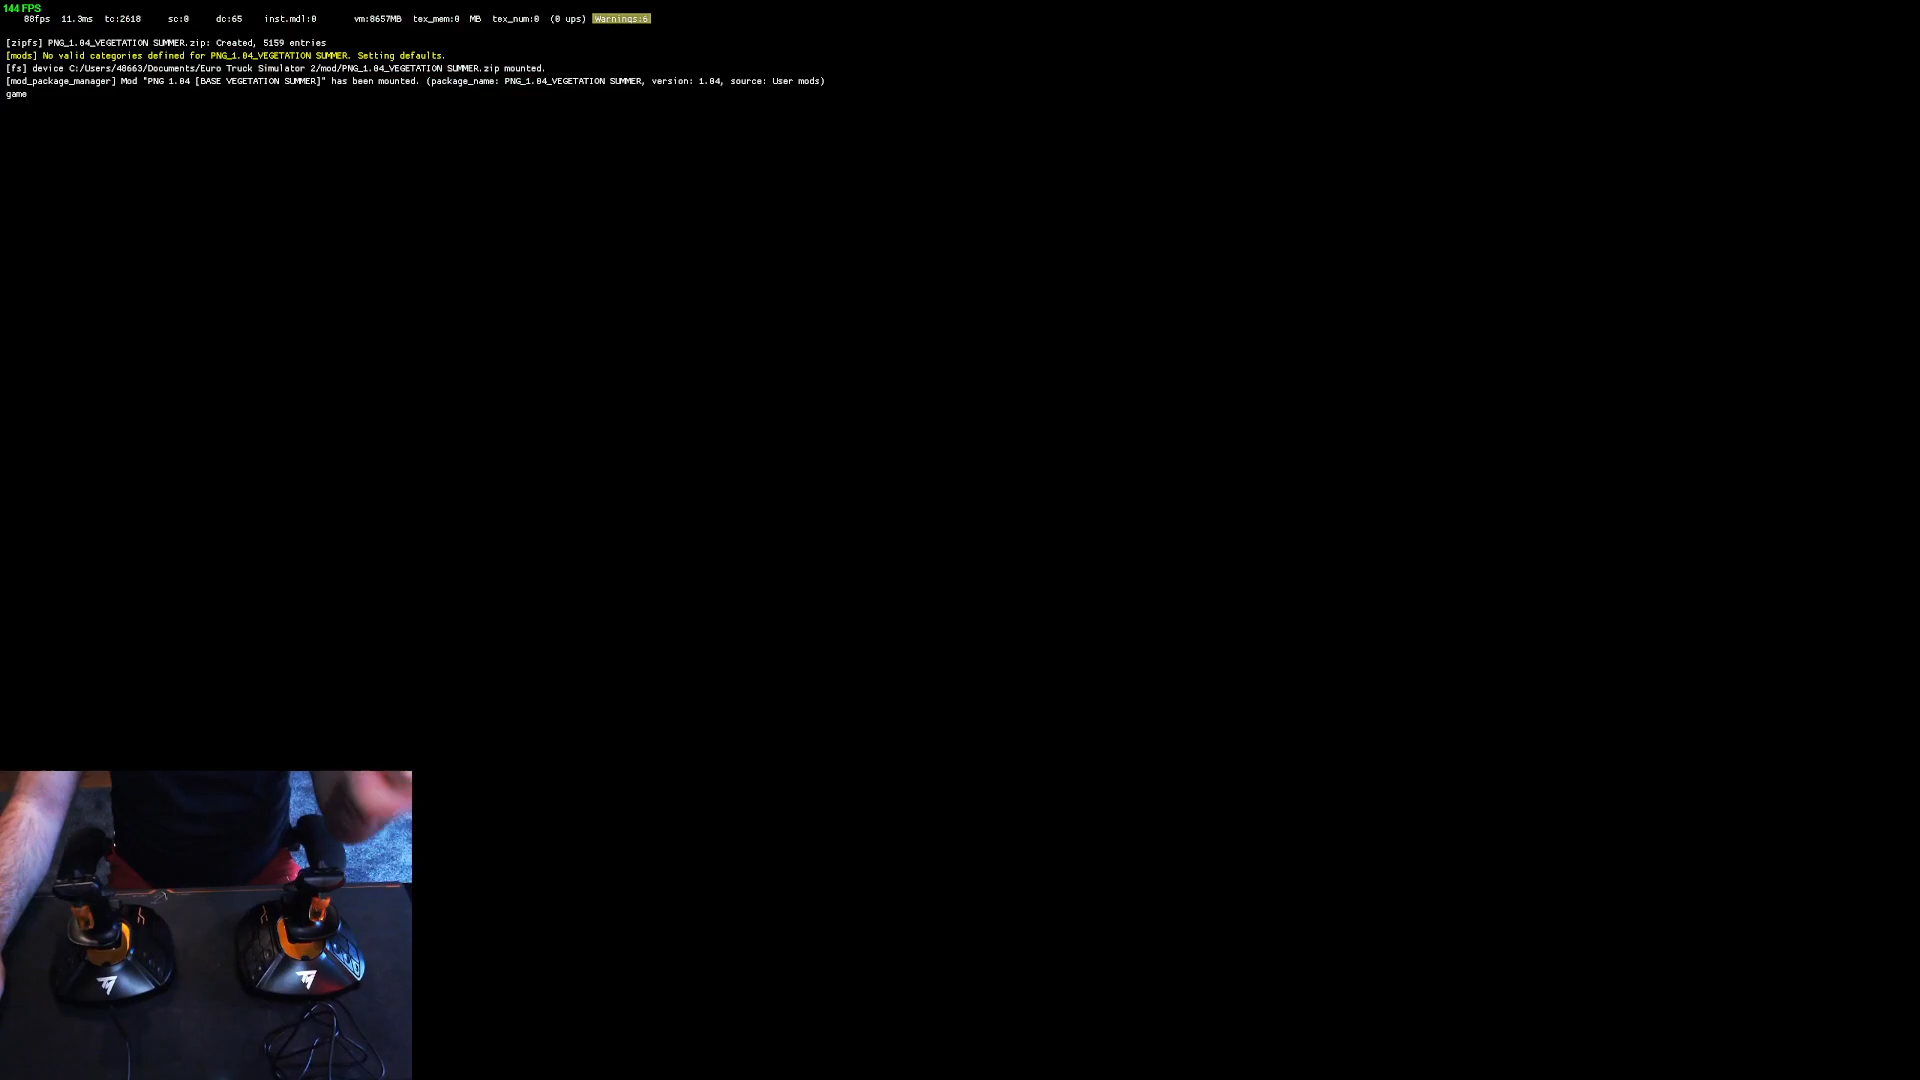 144 FPS
88fps 11.3ms tc:2618 sc:0 dc:65 inst.mdl:0 vm:8657MB tex_mem:0 MB tex_num:0 (0 ups) Warnings:6
[zipfs] PNG_1.04_VEGETATION SUMMER.zip: Created, 5159 entries
[mods] No valid categories defined for PNG_1.04_VEGETATION SUMMER. Setting defaults.
[fs] device C:/Users/48663/Documents/Euro Truck Simulator 2/mod/PNG_1.04_VEGETATION SUMMER.zip mounted.
[mod_package_manager] Mod "PNG 1.04 [BASE VEGETATION SUMMER]" has been mounted. (package_name: PNG_1.04_VEGETATION SUMMER, version: 1.04, source: User mods)
game